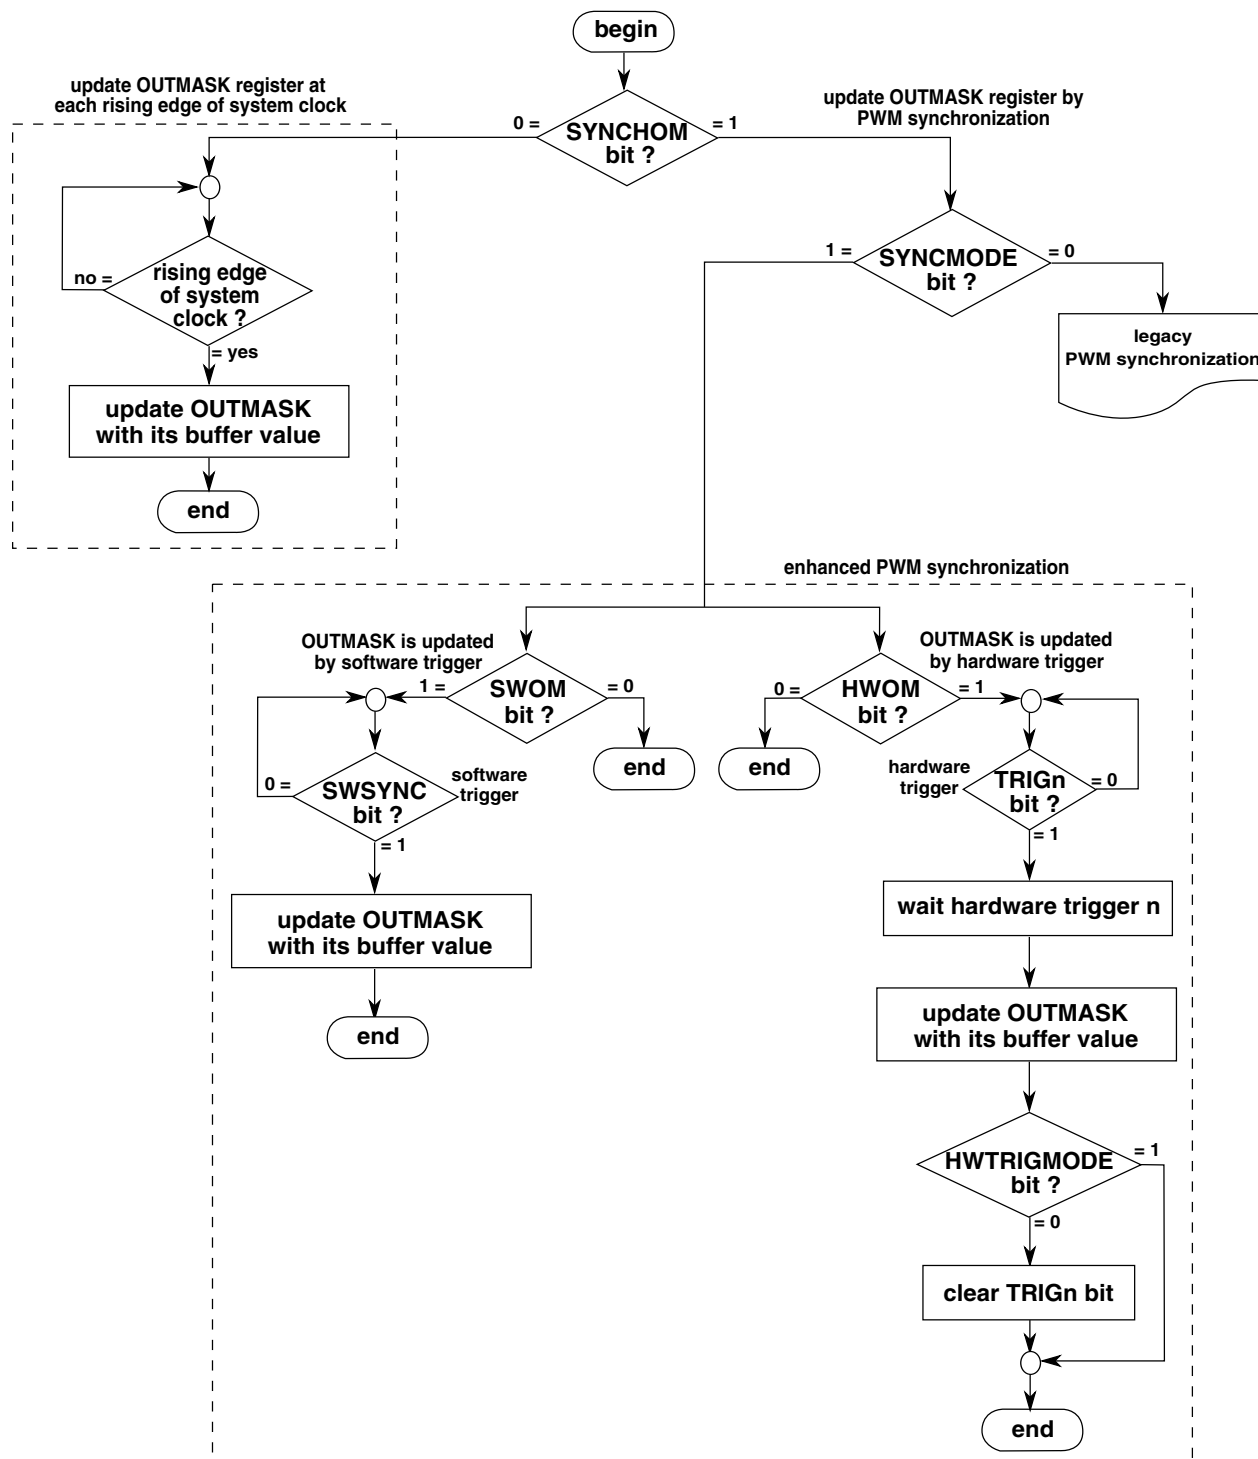 begin
update OUTMASK register at
each rising edge of system clock
update OUTMASK register by
PWM synchronization
0 =
SYNCHOM
bit ?
= 1
1 =
SYNCMODE
bit ?
= 0
no =
rising edge
of system
clock ?
= yes
legacy
PWM synchronization
update OUTMASK
with its buffer value
end
enhanced PWM synchronization
OUTMASK is updated
by software trigger
OUTMASK is updated
by hardware trigger
1 =
SWOM
bit ?
= 0
0 =
HWOM
bit ?
= 1
end
end
0 =
SWSYNC
bit ?
software
trigger
= 1
hardware
trigger
TRIGn
bit ?
= 0
= 1
update OUTMASK
with its buffer value
end
wait hardware trigger n
update OUTMASK
with its buffer value
HWTRIGMODE
bit ?
= 1
= 0
clear TRIGn bit
end